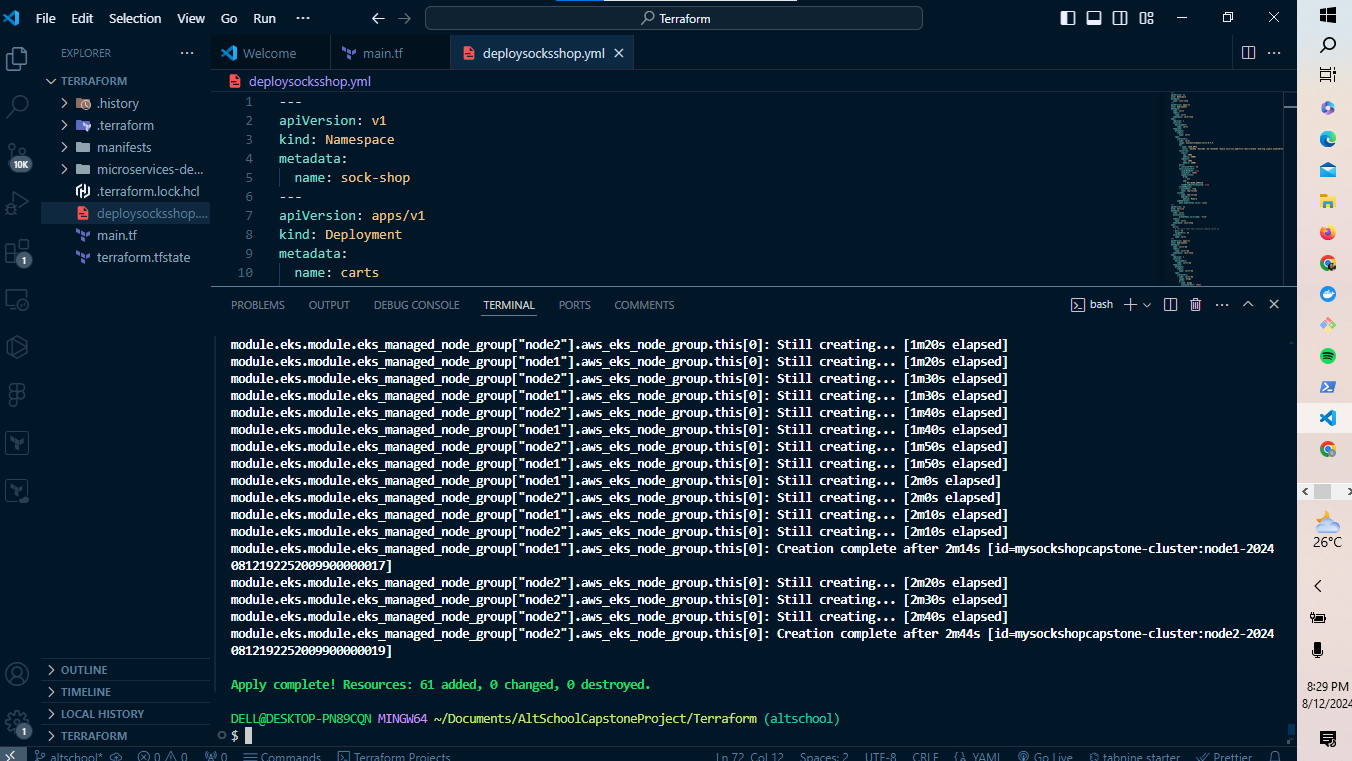 File Edit Selection View Go Run ··· Terraform
EXPLORER ···
Welcome main.tf deploysocksshop.yml
TERRAFORM
.history
.terraform
manifests
microservices-de...
.terraform.lock.hcl
deploysocksshop....
main.tf
terraform.tfstate
10K
1
deploysocksshop.yml
1 ---
2 apiVersion: v1
3 kind: Namespace
4 metadata:
5 name: sock-shop
6 ---
7 apiVersion: apps/v1
8 kind: Deployment
9 metadata:
10 name: carts
PROBLEMS OUTPUT DEBUG CONSOLE TERMINAL PORTS COMMENTS bash
module.eks.module.eks_managed_node_group["node2"].aws_eks_node_group.this[0]: Still creating... [1m20s elapsed]
module.eks.module.eks_managed_node_group["node1"].aws_eks_node_group.this[0]: Still creating... [1m20s elapsed]
module.eks.module.eks_managed_node_group["node2"].aws_eks_node_group.this[0]: Still creating... [1m30s elapsed]
module.eks.module.eks_managed_node_group["node1"].aws_eks_node_group.this[0]: Still creating... [1m30s elapsed]
module.eks.module.eks_managed_node_group["node2"].aws_eks_node_group.this[0]: Still creating... [1m40s elapsed]
module.eks.module.eks_managed_node_group["node1"].aws_eks_node_group.this[0]: Still creating... [1m40s elapsed]
module.eks.module.eks_managed_node_group["node2"].aws_eks_node_group.this[0]: Still creating... [1m50s elapsed]
module.eks.module.eks_managed_node_group["node1"].aws_eks_node_group.this[0]: Still creating... [1m50s elapsed]
module.eks.module.eks_managed_node_group["node1"].aws_eks_node_group.this[0]: Still creating... [2m0s elapsed]
module.eks.module.eks_managed_node_group["node2"].aws_eks_node_group.this[0]: Still creating... [2m0s elapsed]
module.eks.module.eks_managed_node_group["node1"].aws_eks_node_group.this[0]: Still creating... [2m10s elapsed]
module.eks.module.eks_managed_node_group["node2"].aws_eks_node_group.this[0]: Still creating... [2m10s elapsed]
module.eks.module.eks_managed_node_group["node1"].aws_eks_node_group.this[0]: Creation complete after 2m14s [id=mysockshopcapstone-cluster:node1-2024
0812192252009900000017]
module.eks.module.eks_managed_node_group["node2"].aws_eks_node_group.this[0]: Still creating... [2m20s elapsed]
module.eks.module.eks_managed_node_group["node2"].aws_eks_node_group.this[0]: Still creating... [2m30s elapsed]
module.eks.module.eks_managed_node_group["node2"].aws_eks_node_group.this[0]: Still creating... [2m40s elapsed]
module.eks.module.eks_managed_node_group["node2"].aws_eks_node_group.this[0]: Creation complete after 2m44s [id=mysockshopcapstone-cluster:node2-2024
0812192252009900000019]
Apply complete! Resources: 61 added, 0 changed, 0 destroyed.
DELL@DESKTOP-PN89CQN MINGW64 ~/Documents/AltSchoolCapstoneProject/Terraform (altschool)
$
OUTLINE
TIMELINE
LOCAL HISTORY
TERRAFORM
1
altschool* 0 0 0 Commands Terraform Projects Ln 72, Col 12 Spaces: 2 UTF-8 CRLF {} YAML Go Live tabnine starter Prettier
26°C
8:29 PM
8/12/2024